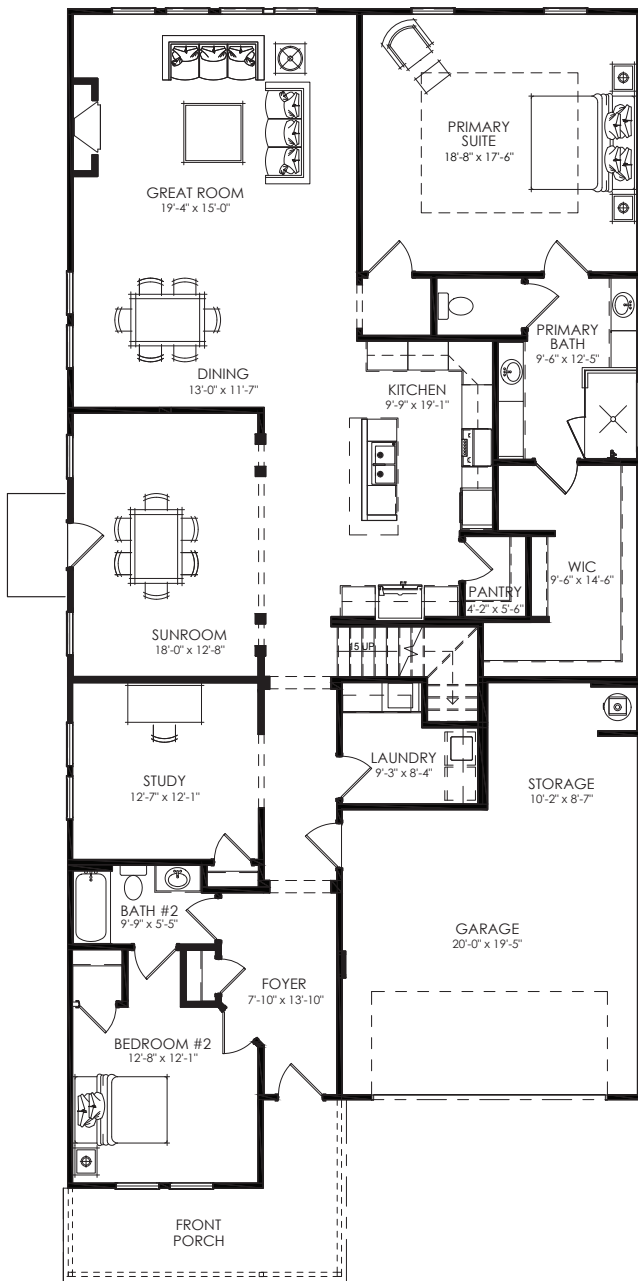 PRIMARY
SUITE
18'-8" x 17'-6"
GREAT ROOM
19'-4" x 15'-0"
PRIMARY
BATH
9'-6" x 12'-5"
DINING
13'-0" x 11'-7"
KITCHEN
9'-9" x 19'-1"
WIC
9'-6" x 14'-6"
PANTRY
4'-2" x 5'-6"
SUNROOM
18'-0" x 12'-8"
15 UP
LAUNDRY
9'-3" x 8'-4"
STUDY
12'-7" x 12'-1"
STORAGE
10'-2" x 8'-7"
BATH #2
9'-9" x 5'-5"
GARAGE
20'-0" x 19'-5"
FOYER
7'-10" x 13'-10"
BEDROOM #2
12'-8" x 12'-1"
FRONT
PORCH